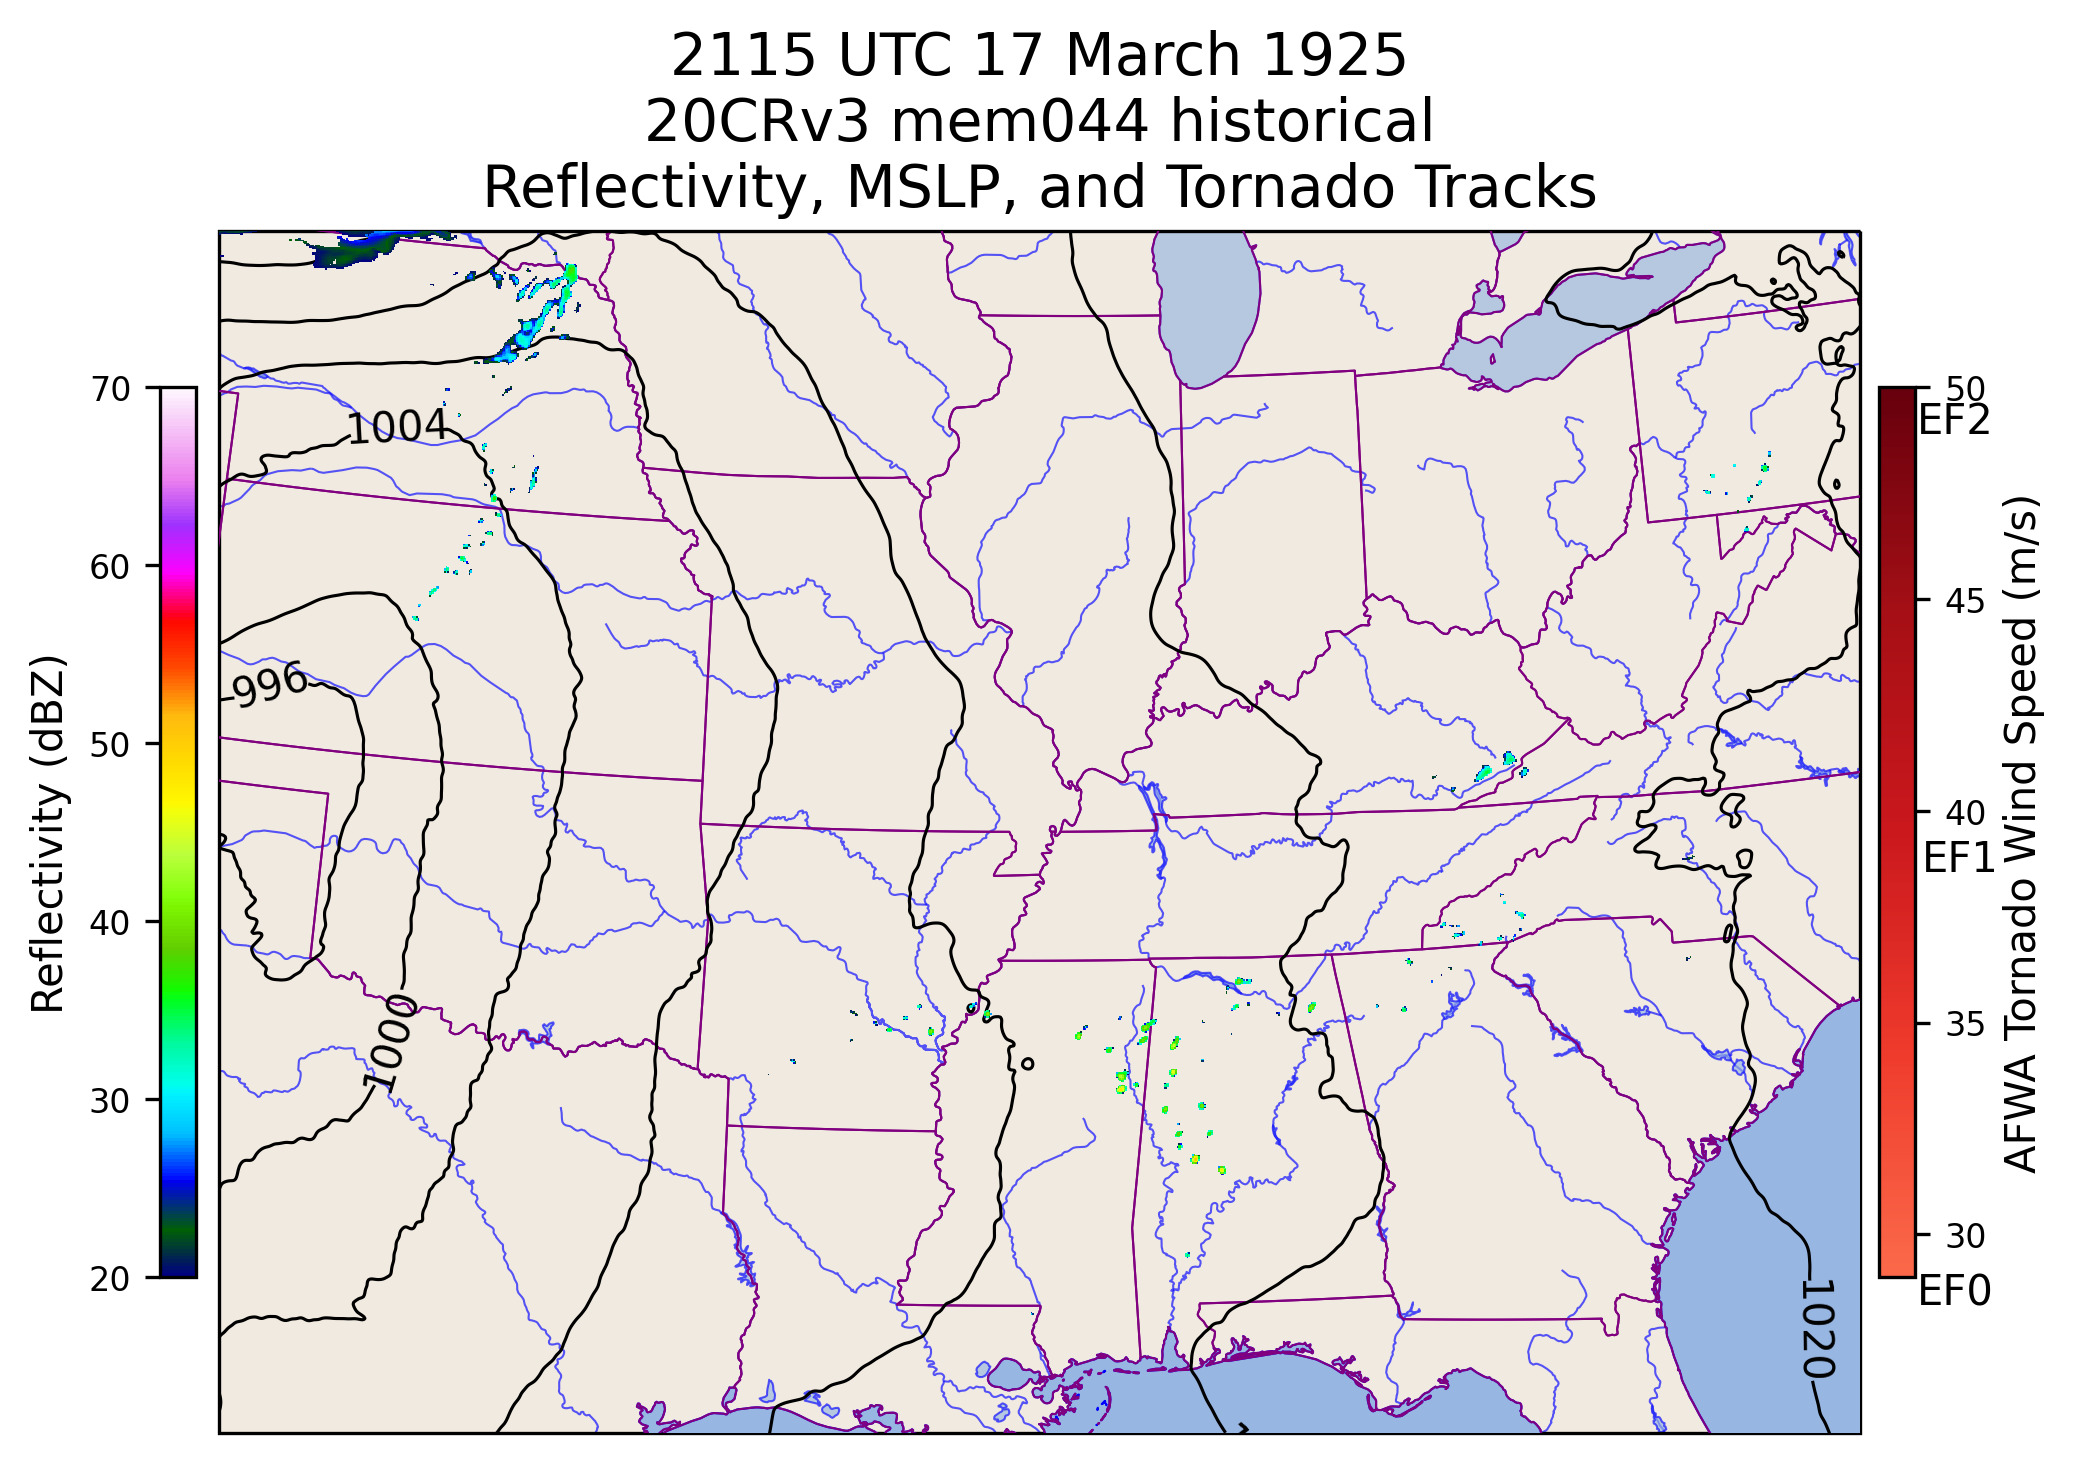 2115 UTC 17 March 1925
20CRv3 mem044 historical
Reflectivity, MSLP, and Tornado Tracks
70
60
50
40
30
20
Reflectivity (dBZ)
1004
996
1000
1020
50
EF2
45
40
EF1
35
30
EF0
AFWA Tornado Wind Speed (m/s)